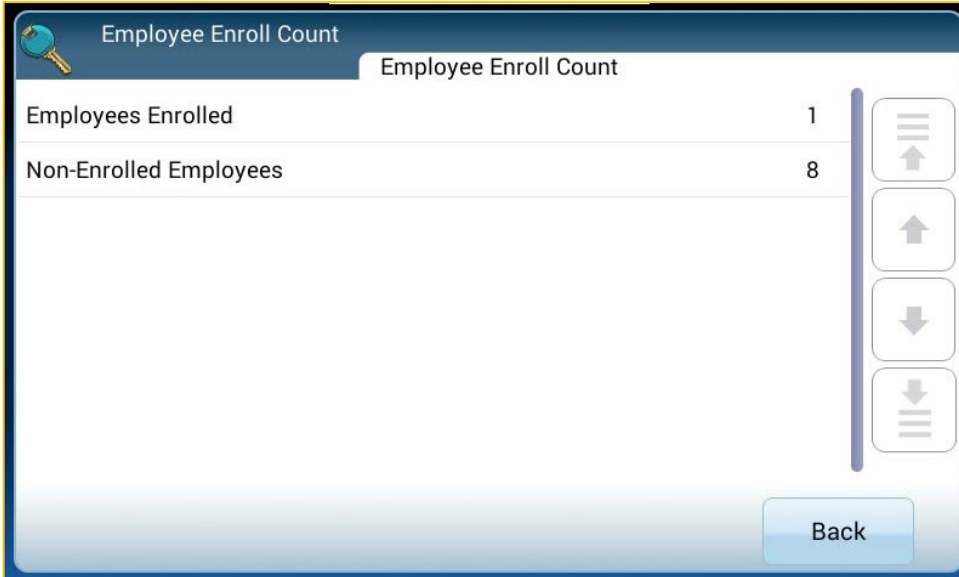 Employee Enroll Count
Employee Enroll Count
Employees Enrolled 1
Non-Enrolled Employees 8
Back